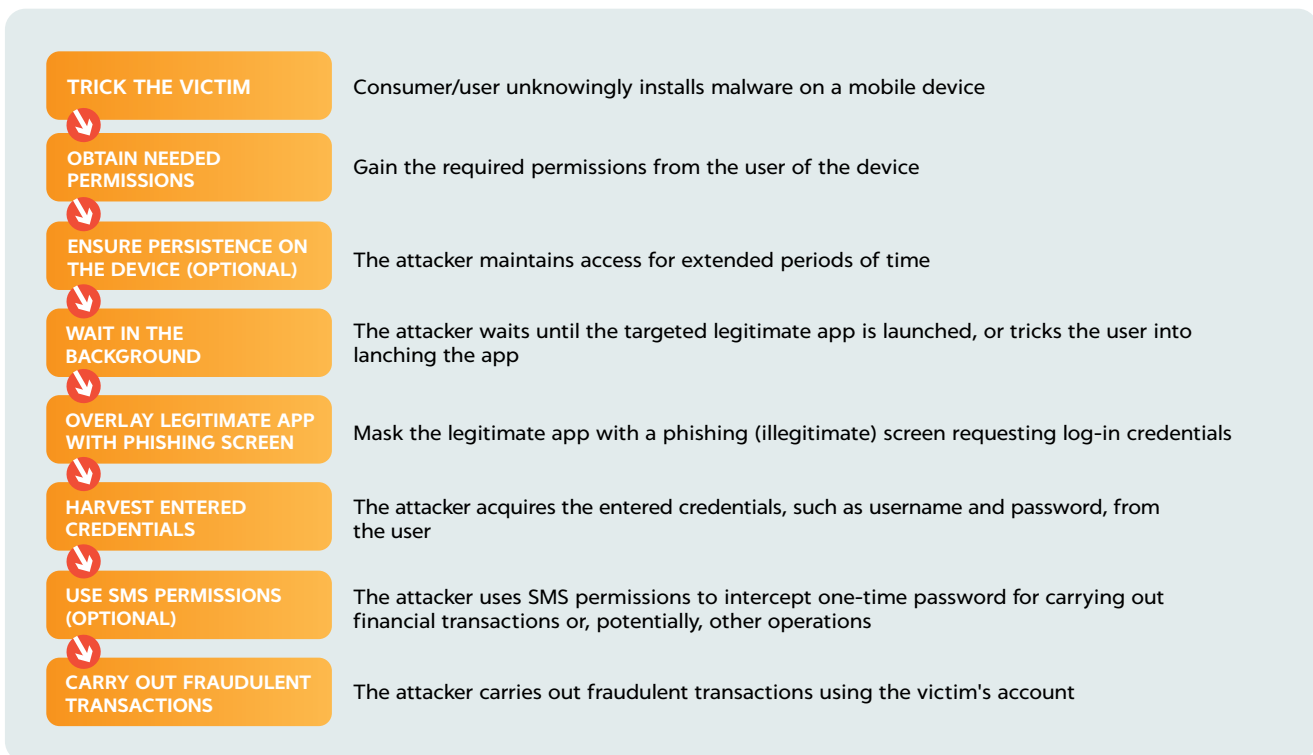 TRICK THE VICTIM
Consumer/user unknowingly installs malware on a mobile device
OBTAIN NEEDED
PERMISSIONS
Gain the required permissions from the user of the device
ENSURE PERSISTENCE ON
THE DEVICE (OPTIONAL)
The attacker maintains access for extended periods of time
WAIT IN THE
BACKGROUND
The attacker waits until the targeted legitimate app is launched, or tricks the user into
lanching the app
OVERLAY LEGITIMATE APP
WITH PHISHING SCREEN
Mask the legitimate app with a phishing (illegitimate) screen requesting log-in credentials
HARVEST ENTERED
CREDENTIALS
The attacker acquires the entered credentials, such as username and password, from
the user
USE SMS PERMISSIONS
(OPTIONAL)
The attacker uses SMS permissions to intercept one-time password for carrying out
financial transactions or, potentially, other operations
CARRY OUT FRAUDULENT
TRANSACTIONS
The attacker carries out fraudulent transactions using the victim's account